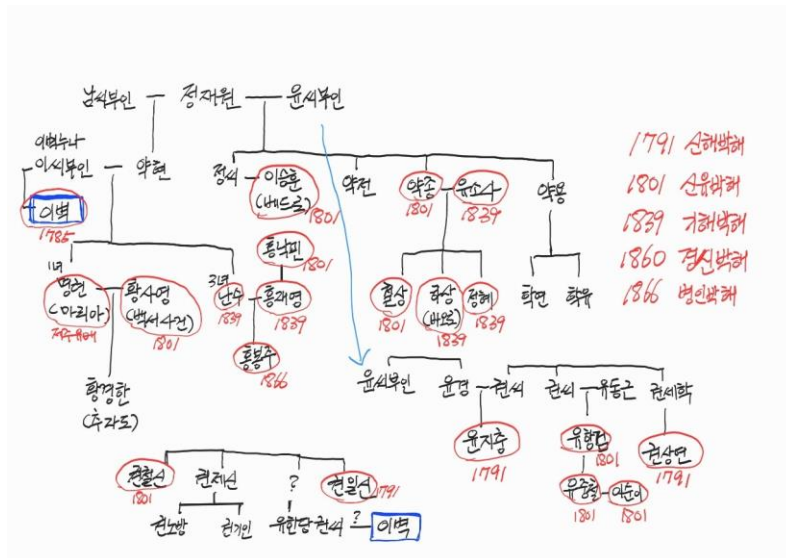 남씨부인 정재원 윤씨부인
이벽누나
이씨부인 약현
정씨 이승훈 약전 약종 유소사 약용
(베드로) 1801 1801 1839
이벽
1785
홍낙민
1801
1녀
명현 황사영
(마리아) (백서사건)
1801
3녀
난수 홍재영
1839 1839
홍봉주
1866
황경한
(추자도)
철상 하상 정혜 학연 학유
1801 (바오로) 1839
1839
1791 신해박해
1801 신유박해
1839 기해박해
1860 경신박해
1866 병인박해
윤씨부인 윤경 권씨 권씨 유동근 권세학
윤지충 유항검 권상연
1791 1801 1791
유중철 이순이
1801 1801
권철신 권제신 ? 권일신
1801 1791
권노방 권기인 유한당 권씨 ? 이벽